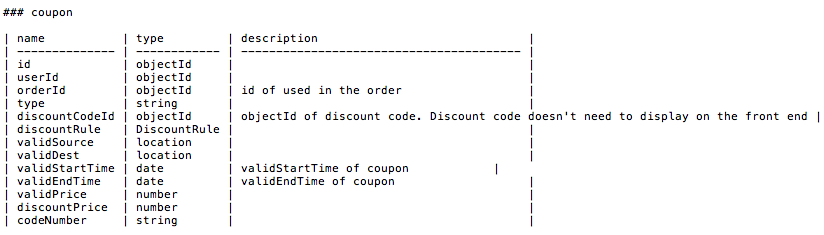 ### coupon
| name           | type         | description                              |
| -------------- | ------------ | ---------------------------------------- |
| id             | objectId     |                                          |
| userId         | objectId     |                                          |
| orderId        | objectId     | id of used in the order                  |
| type           | string       |                                          |
| discountCodeId | objectId     | objectId of discount code. Discount code doesn't need to display on the front end |
| discountRule   | DiscountRule |                                          |
| validSource    | location     |                                          |
| validDest      | location     |                                          |
| validStartTime | date         | validStartTime of coupon             |
| validEndTime   | date         | validEndTime of coupon                   |
| validPrice     | number       |                                          |
| discountPrice  | number       |                                          |
| codeNumber     | string       |                                          |